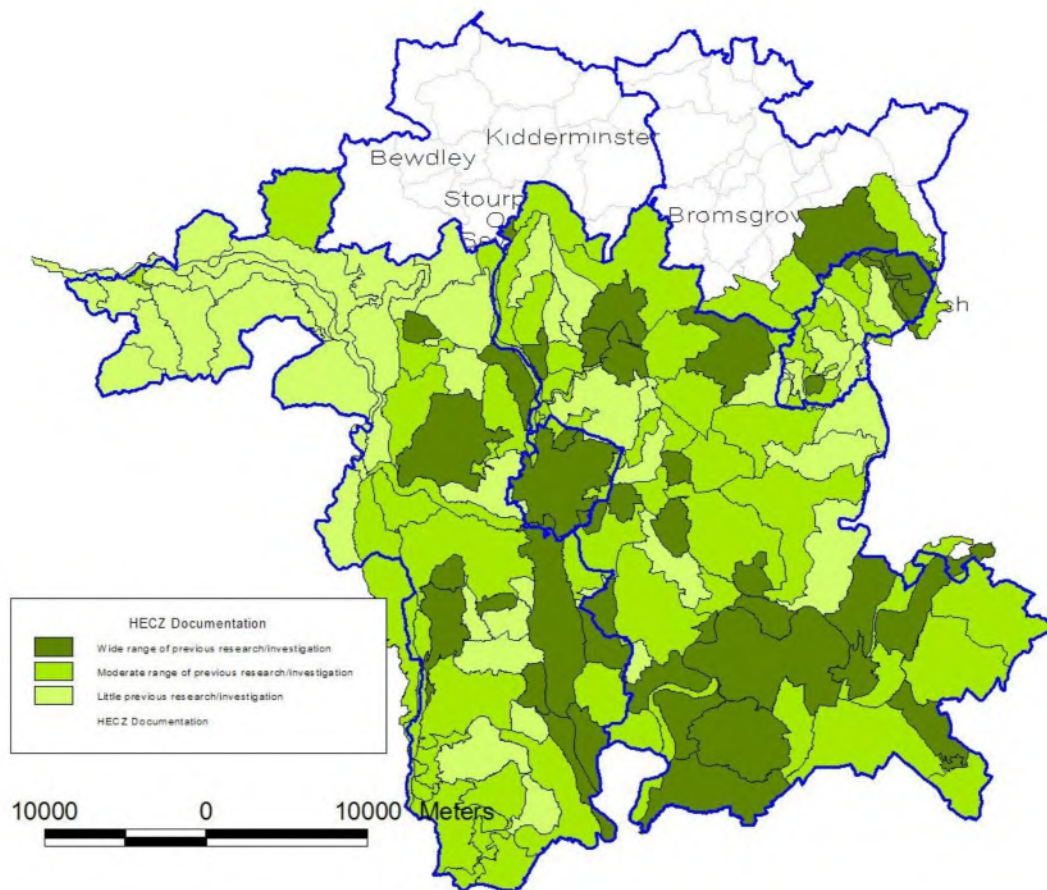 Kidderminster
Bewdley
Stourp
Bromsgrov
ch
HECZ Documentation
Wide range of previous research/investigation
Moderate range of previous research/investigation
Little previous research/investigation
HECZ Documentation
10000 0 10000 Meters